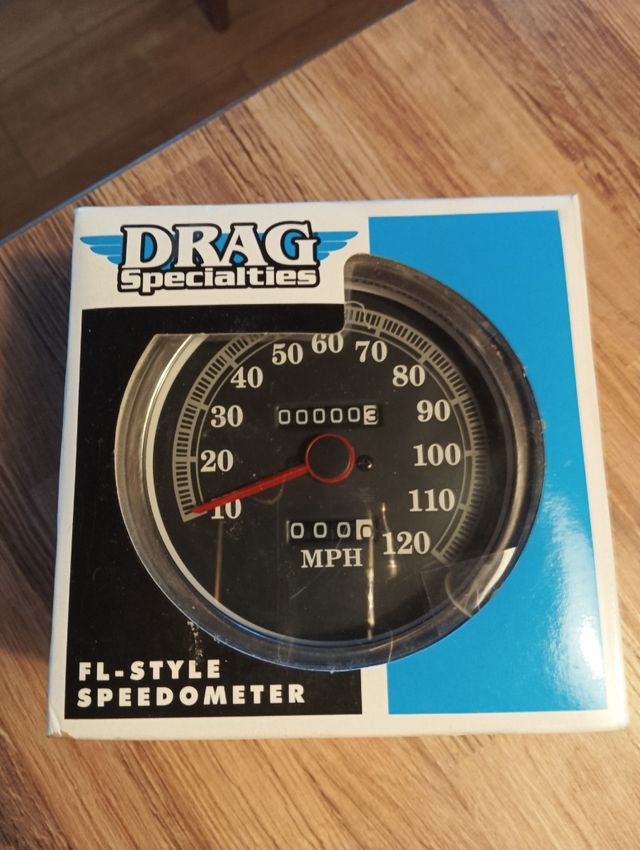 DRAG
Specialties
10
20
30
40
50
60
70
80
90
100
110
120
000003
000
MPH
FL-STYLE
SPEEDOMETER